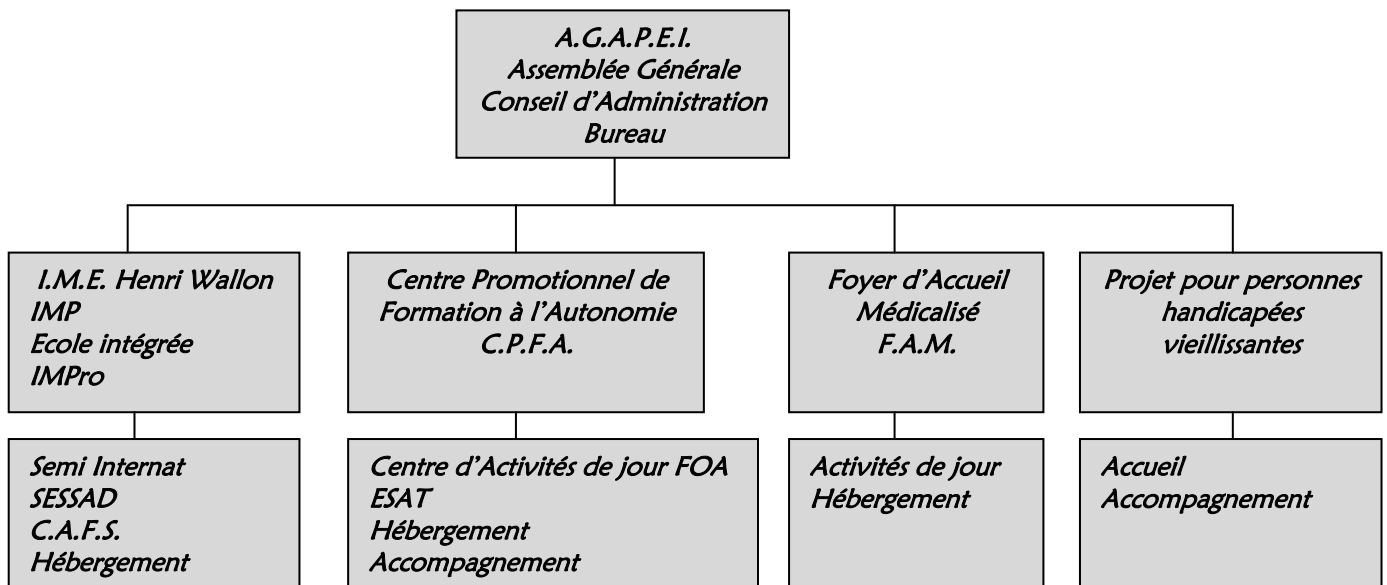 A.G.A.P.E.I.
Assemblée Générale
Conseil d'Administration
Bureau
I.M.E. Henri Wallon
IMP
Ecole intégrée
IMPro
Centre Promotionnel de
Formation à l'Autonomie
C.P.F.A.
Foyer d'Accueil
Médicalisé
F.A.M.
Projet pour personnes
handicapées
vieillissantes
Semi Internat
SESSAD
C.A.F.S.
Hébergement
Centre d'Activités de jour FOA
ESAT
Hébergement
Accompagnement
Activités de jour
Hébergement
Accueil
Accompagnement